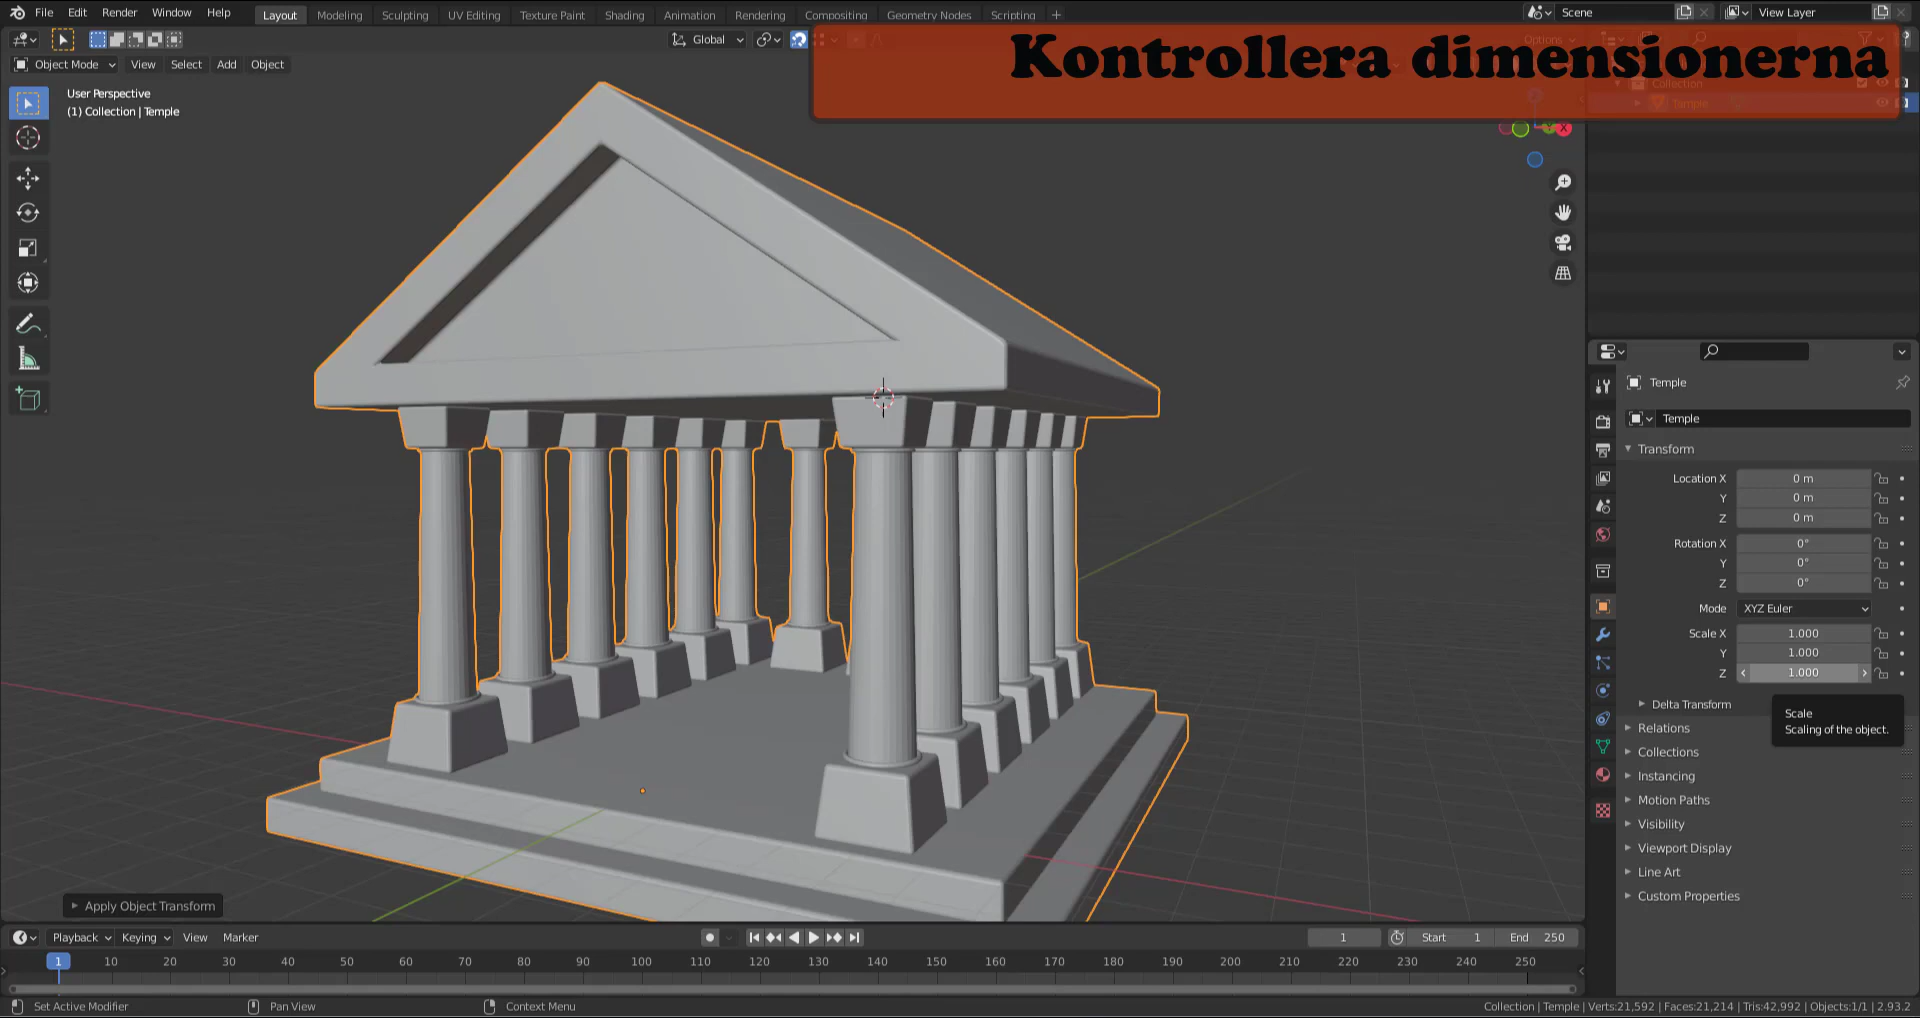 File Edit Render Window Help Layout Modeling Sculpting UV Editing Texture Paint Shading Animation Rendering Compositing Geometry Nodes Scripting + Scene View Layer
Global Options
Kontrollera dimensionerna
Object Mode View Select Add Object
Collection
Temple
User Perspective
(1) Collection | Temple
X
Temple
Temple
Transform
Location X 0 m
Y 0 m
Z 0 m
Rotation X 0°
Y 0°
Z 0°
Mode XYZ Euler
Scale X 1.000
Y 1.000
Z 1.000
Delta Transform
Scale
Scaling of the object.
Relations
Collections
Instancing
Motion Paths
Visibility
Viewport Display
Line Art
Custom Properties
Apply Object Transform
Playback Keying View Marker 1 Start 1 End 250
1 10 20 30 40 50 60 70 80 90 100 110 120 130 140 150 160 170 180 190 200 210 220 230 240 250
Set Active Modifier Pan View Context Menu Collection | Temple | Verts:21,592 | Faces:21,214 | Tris:42,992 | Objects:1/1 | 2.93.2